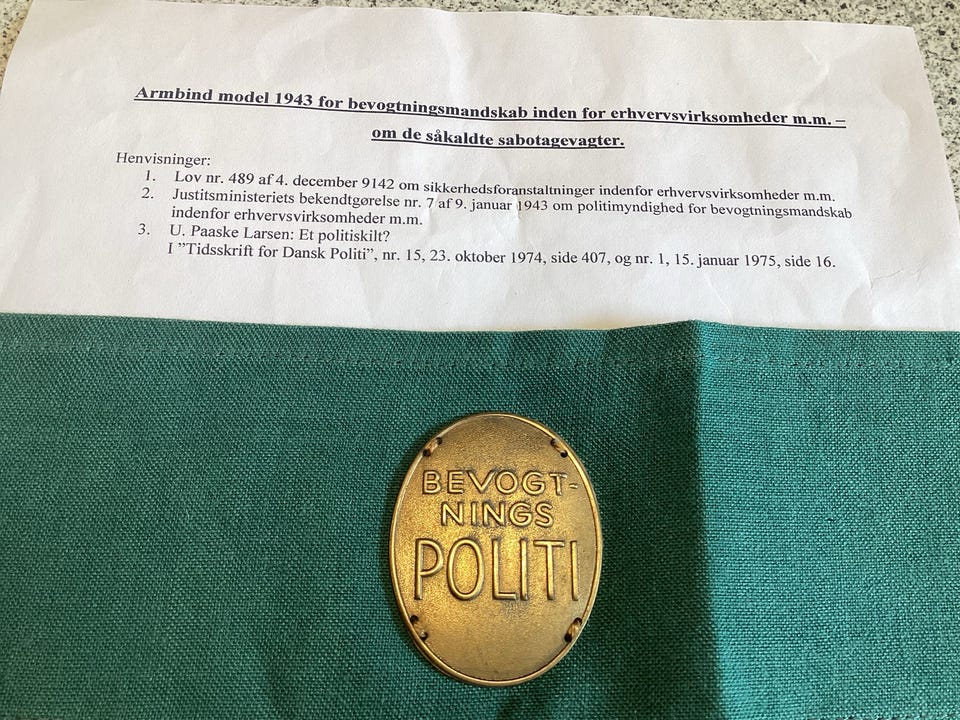 Armbind model 1943 for bevogtningsmandskab inden for erhvervsvirksomheder m.m. –
om de såkaldte sabotagevagter.
Henvisninger:
1. Lov nr. 489 af 4. december 9142 om sikkerhedsforanstaltninger indenfor erhvervsvirksomheder m.m.
2. Justitsministeriets bekendtgørelse nr. 7 af 9. januar 1943 om politimyndighed for bevogtningsmandskab
indenfor erhvervsvirksomheder m.m.
3. U. Paaske Larsen: Et politiskilt?
I ”Tidsskrift for Dansk Politi”, nr. 15, 23. oktober 1974, side 407, og nr. 1, 15. januar 1975, side 16.
BEVOGT-
NINGS
POLITI